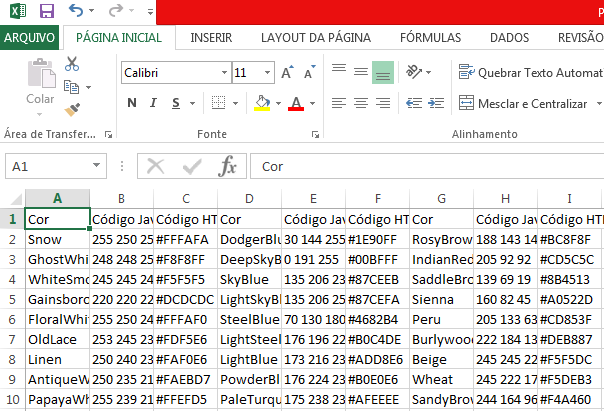 P
ARQUIVO PÁGINA INICIAL INSERIR LAYOUT DA PÁGINA FÓRMULAS DADOS REVISÃO
Colar
Calibri 11
N I S
A A
A
Quebrar Texto Automat
Mesclar e Centralizar
Área de Transfer... Fonte Alinhamento
A1 fx Cor
A B C D E F G H I
1 Cor Código Jav Código HT Cor Código Jav Código HT Cor Código Jav Código HTI
2 Snow 255 250 25 #FFFAFA DodgerBlu 30 144 255 #1E90FF RosyBrow 188 143 14 #BC8F8F
3 GhostWhi 248 248 25 #F8F8FF DeepSkyB 0 191 255 #00BFFF IndianRed 205 92 92 #CD5C5C
4 WhiteSmo 245 245 24 #F5F5F5 SkyBlue 135 206 23 #87CEEB SaddleBro 139 69 19 #8B4513
5 Gainsboro 220 220 22 #DCDCDC LightSkyBl 135 206 25 #87CEFA Sienna 160 82 45 #A0522D
6 FloralWhi 255 250 24 #FFFAF0 SteelBlue 70 130 180 #4682B4 Peru 205 133 63 #CD853F
7 OldLace 253 245 23 #FDF5E6 LightSteel 176 196 22 #B0C4DE Burlywood 222 184 13 #DEB887
8 Linen 250 240 23 #FAF0E6 LightBlue 173 216 23 #ADD8E6 Beige 245 245 22 #F5F5DC
9 AntiqueW 250 235 21 #FAEBD7 PowderBl 176 224 23 #B0E0E6 Wheat 245 222 17 #F5DEB3
10 PapayaWh 255 239 21 #FFEFD5 PaleTurqu 175 238 23 #AFEEEE SandyBrov 244 164 96 #F4A460